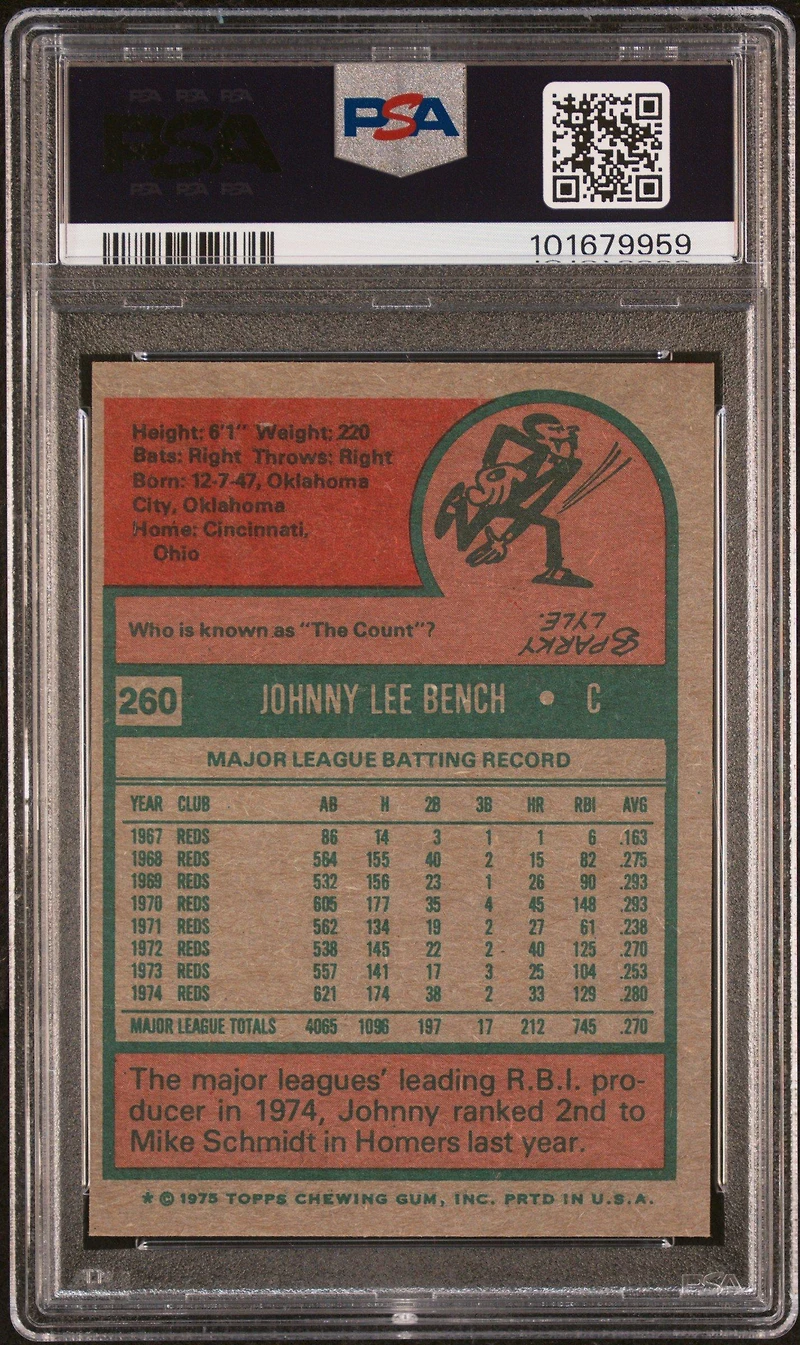 PSA PSA PSA
PSA
PSA PSA PSA
PSA
101679959
Height: 6'1" Weight: 220
Bats: Right Throws: Right
Born: 12-7-47, Oklahoma
City, Oklahoma
Home: Cincinnati,
Ohio
Who is known as "The Count"?
SPARKY
LYLE.
260 JOHNNY LEE BENCH • C
MAJOR LEAGUE BATTING RECORD
YEAR CLUB AB H 2B 3B HR RBI AVG
1967 REDS 86 14 3 1 1 6 .163
1968 REDS 564 155 40 2 15 82 .275
1969 REDS 532 156 23 1 26 90 .293
1970 REDS 605 177 35 4 45 148 .293
1971 REDS 562 134 19 2 27 61 .238
1972 REDS 538 145 22 2 40 125 .270
1973 REDS 557 141 17 3 25 104 .253
1974 REDS 621 174 38 2 33 129 .280
MAJOR LEAGUE TOTALS 4065 1096 197 17 212 745 .270
The major leagues' leading R.B.I. pro-
ducer in 1974, Johnny ranked 2nd to
Mike Schmidt in Homers last year.
* © 1975 TOPPS CHEWING GUM, INC. PRTD IN U.S.A.
PSA